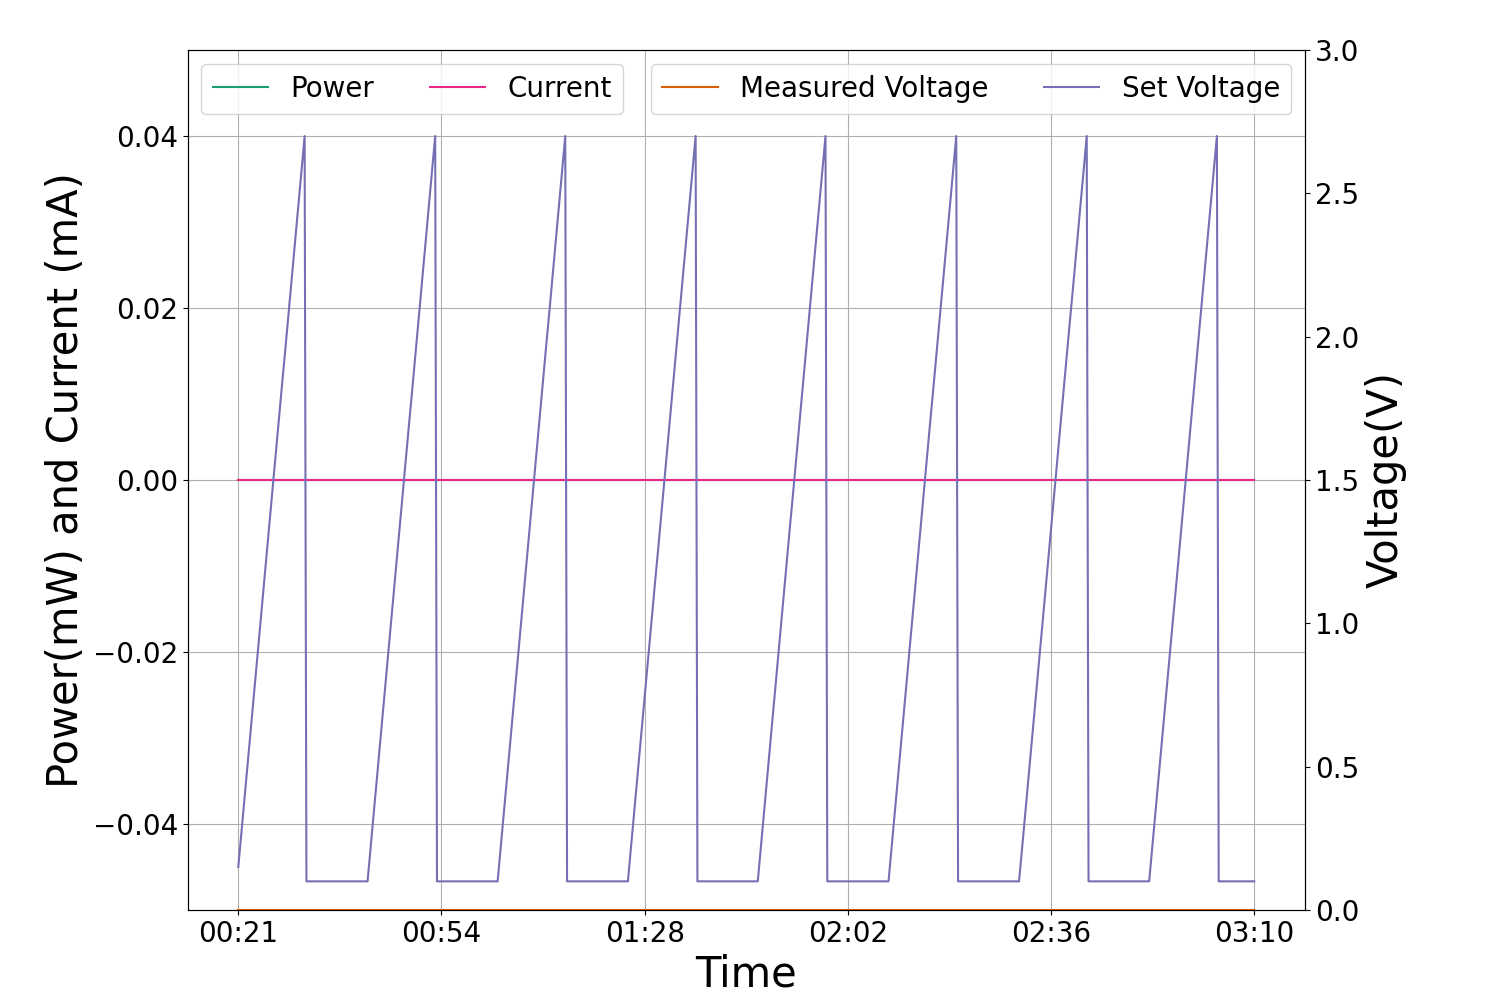 Power Current Measured Voltage Set Voltage
3.0
0.04
2.5
0.02
2.0
0.00
1.5
−0.02
1.0
−0.04
0.5
0.0
Power(mW) and Current (mA)
Voltage(V)
00:21 00:54 01:28 02:02 02:36 03:10
Time